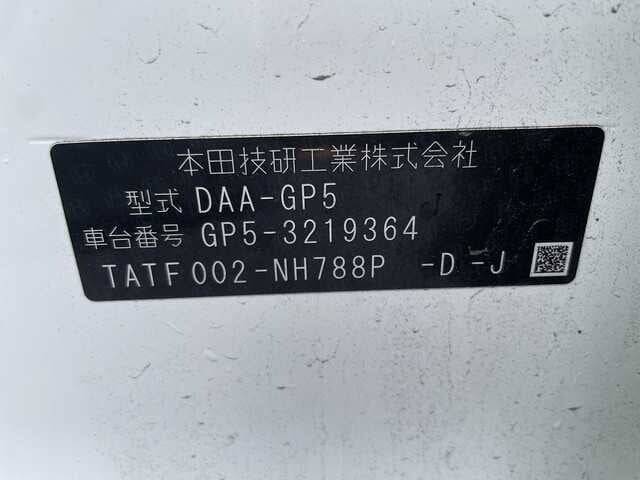 本田技研工業株式会社
型式 DAA-GP5 J
車台番号 GP5-3219364
TATF002-NH788P -D -J